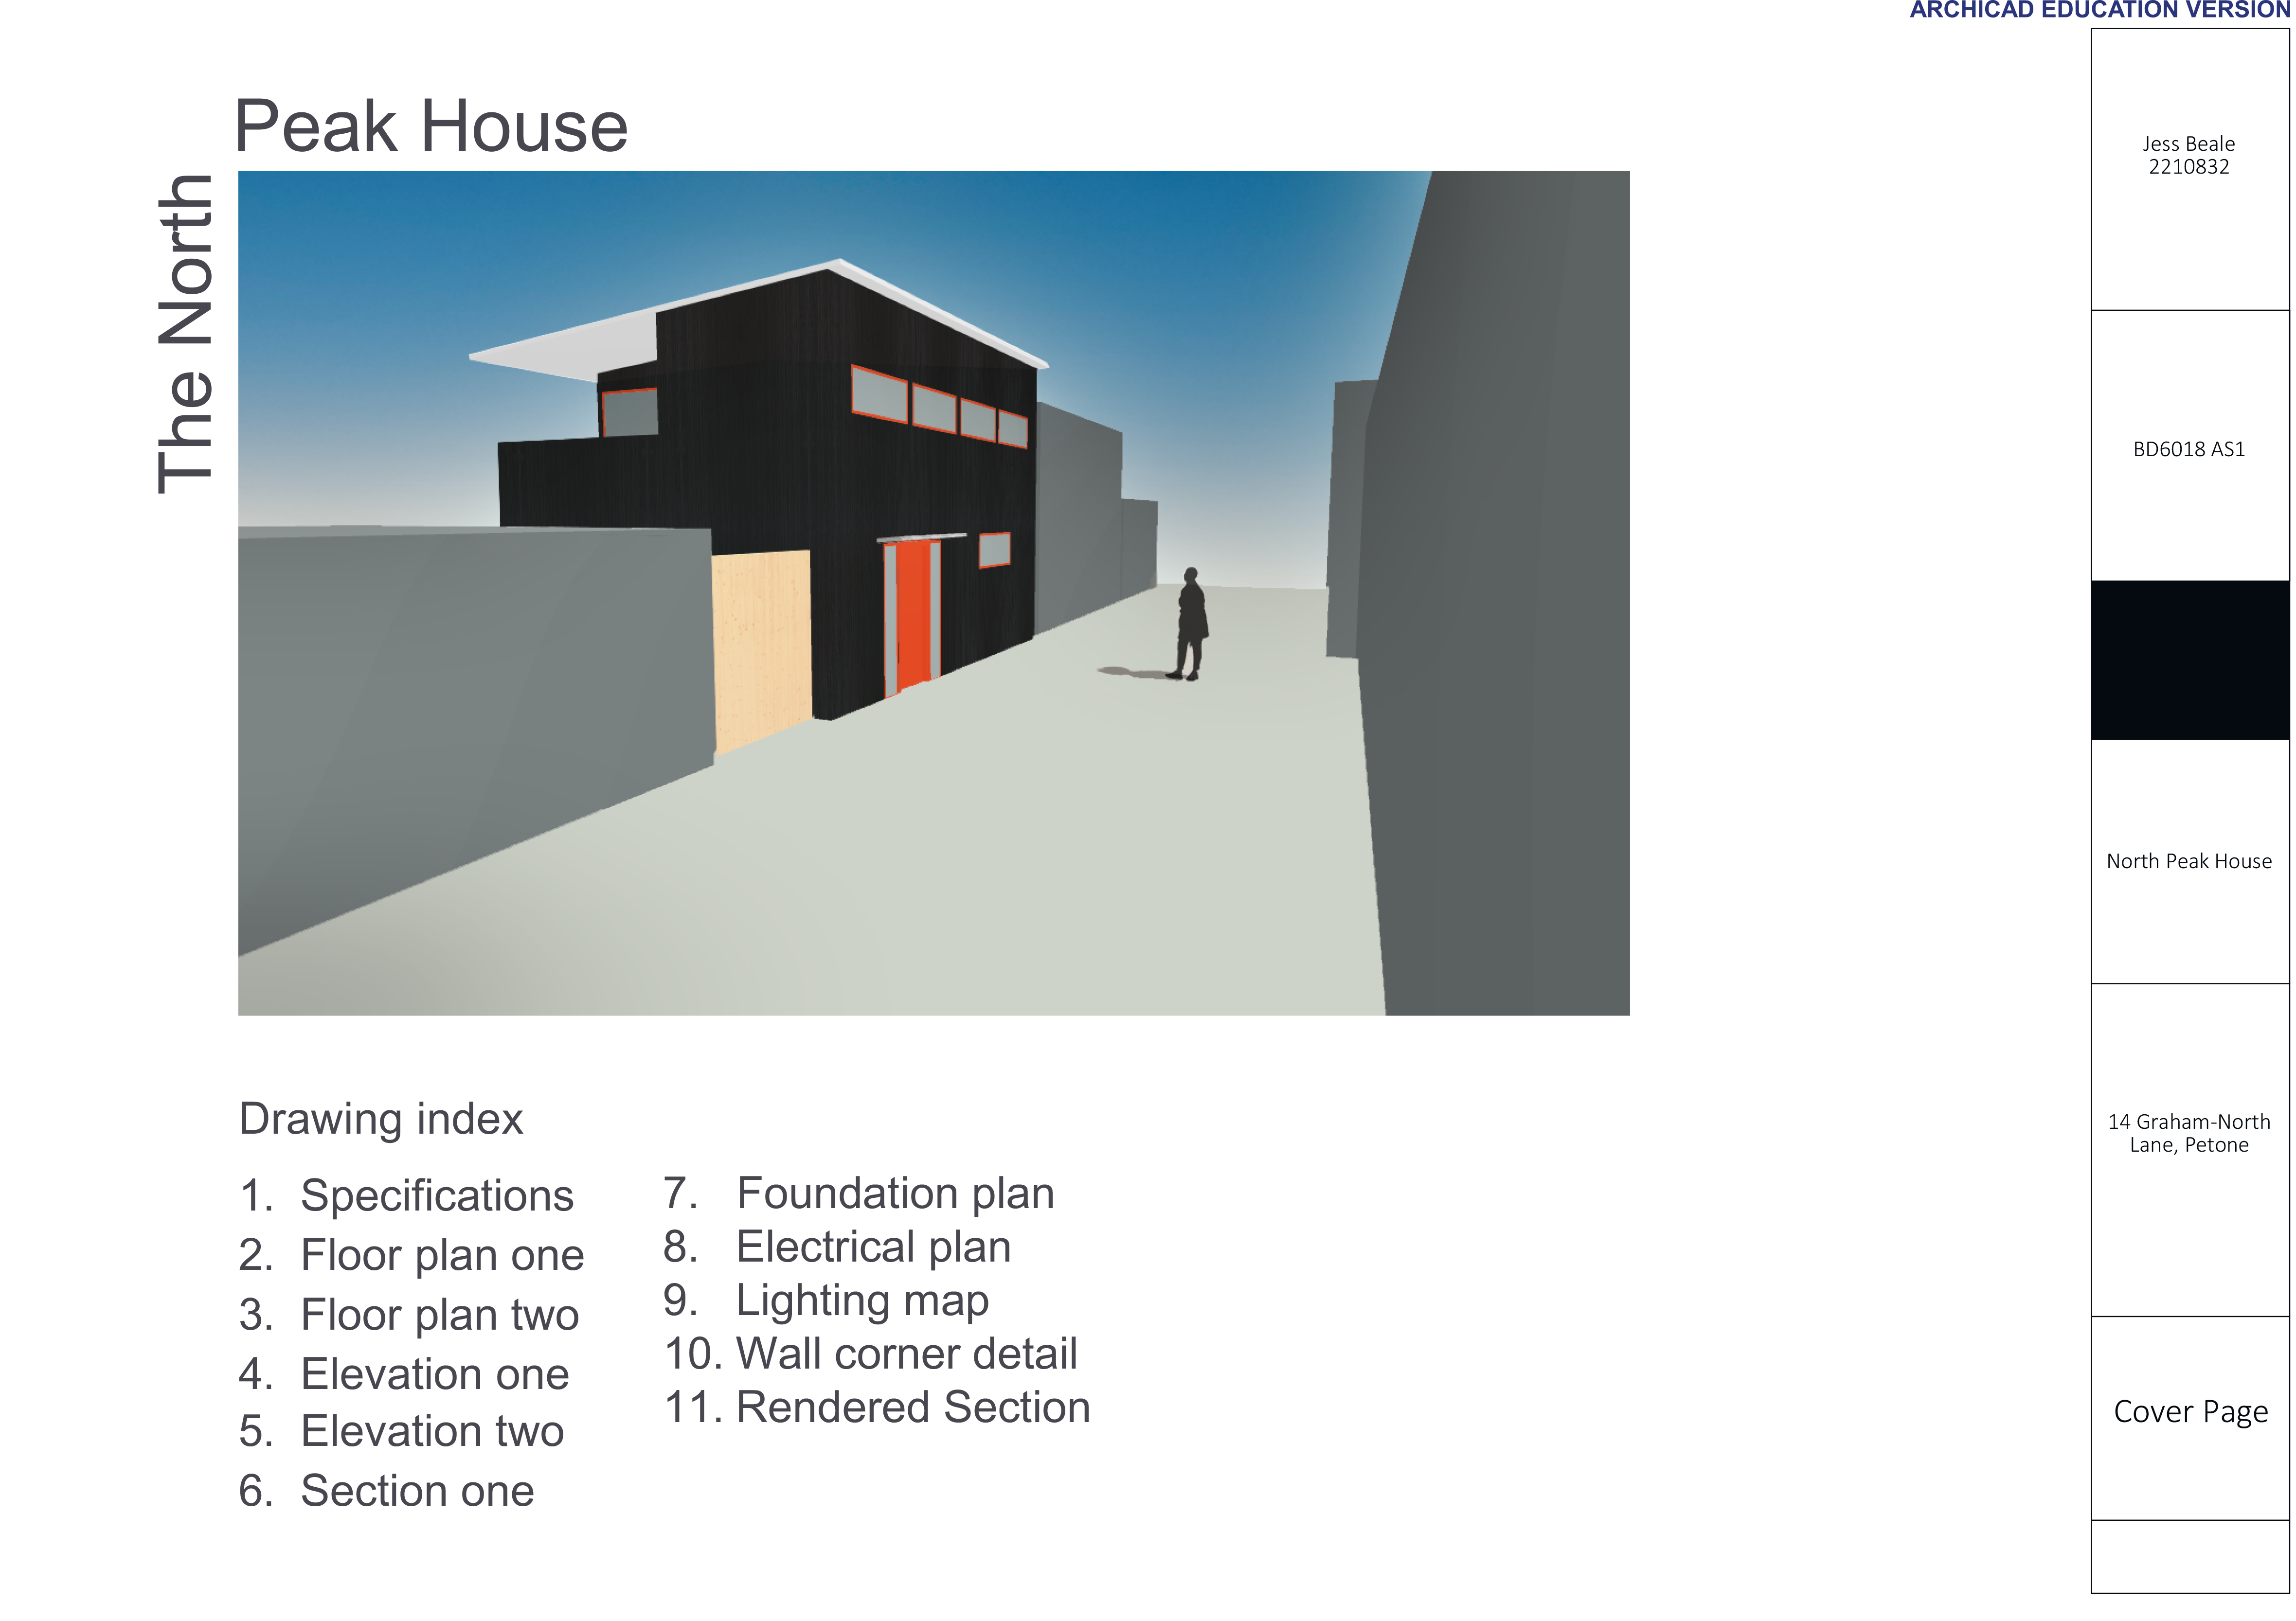 ARCHICAD EDUCATION VERSION
The North
Peak House
Drawing index
1. Specifications
2. Floor plan one
3. Floor plan two
4. Elevation one
5. Elevation two
6. Section one
7. Foundation plan
8. Electrical plan
9. Lighting map
10. Wall corner detail
11. Rendered Section
Jess Beale
2210832
BD6018 AS1
North Peak House
14 Graham-North
Lane, Petone
Cover Page